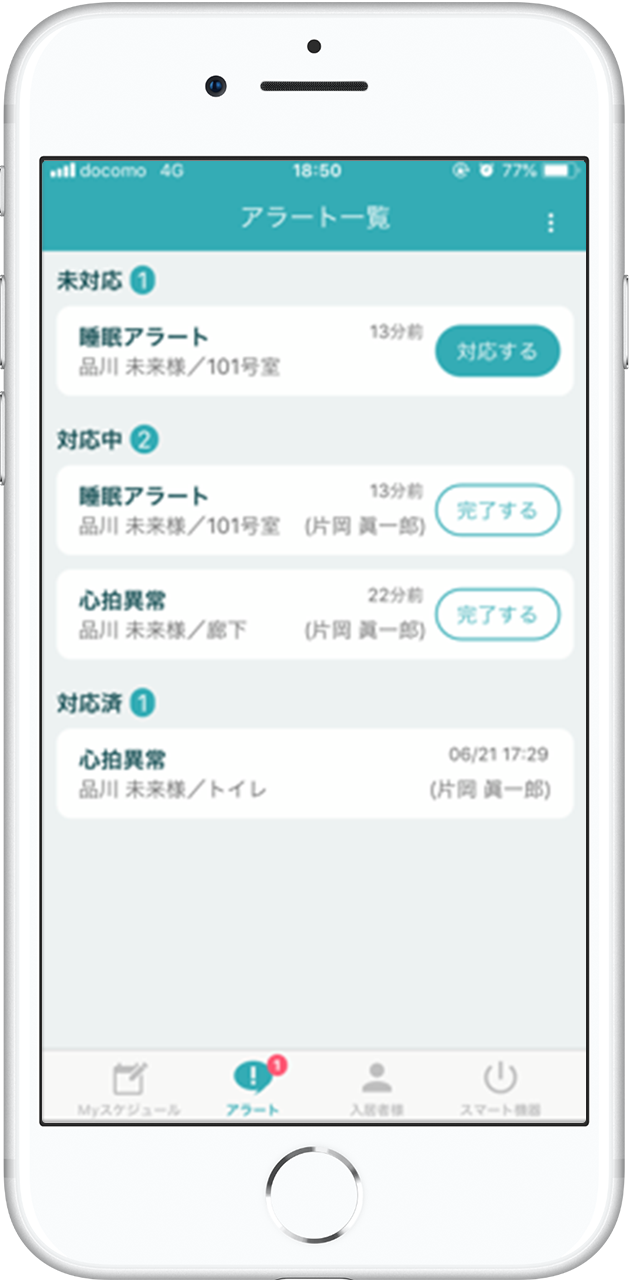 docomo 4G 18:50 77%
アラート一覧
未対応 1
睡眠アラート 13分前
品川 未来様／101号室
対応する
対応中 2
睡眠アラート 13分前
品川 未来様／101号室 (片岡 眞一郎)
完了する
心拍異常 22分前
品川 未来様／廊下 (片岡 眞一郎)
完了する
対応済 1
心拍異常 06/21 17:29
品川 未来様／トイレ (片岡 眞一郎)
1
Myスケジュール アラート 入居者様 スマート機器